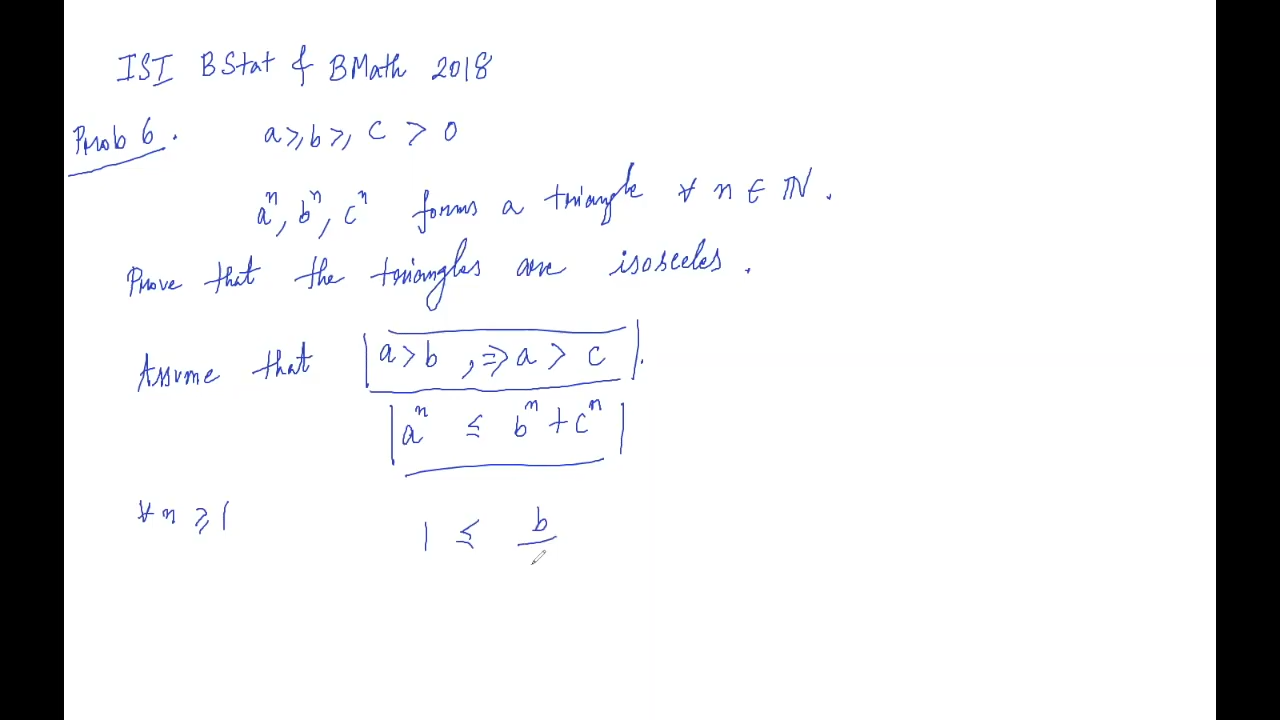 ISI BStat & BMath 2018
Prob 6. a ≥ b ≥ c > 0
aⁿ, bⁿ, cⁿ forms a triangle ∀ n ∈ ℕ.
Prove that the triangles are isosceles.
Assume that |a > b, ⇒ a > c|.
|aⁿ ≤ bⁿ + cⁿ|
∀ n ≥ 1 1 ≤ b